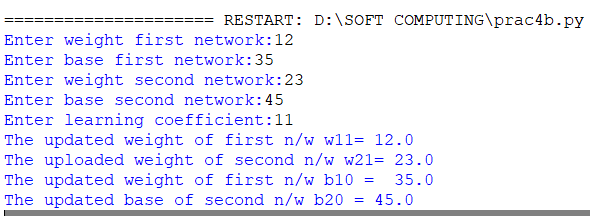 ===================== RESTART: D:\SOFT COMPUTING\prac4b.py
Enter weight first network:12
Enter base first network:35
Enter weight second network:23
Enter base second network:45
Enter learning coefficient:11
The updated weight of first n/w w11= 12.0
The uploaded weight of second n/w w21= 23.0
The updated weight of first n/w b10 =  35.0
The updated base of second n/w b20 = 45.0